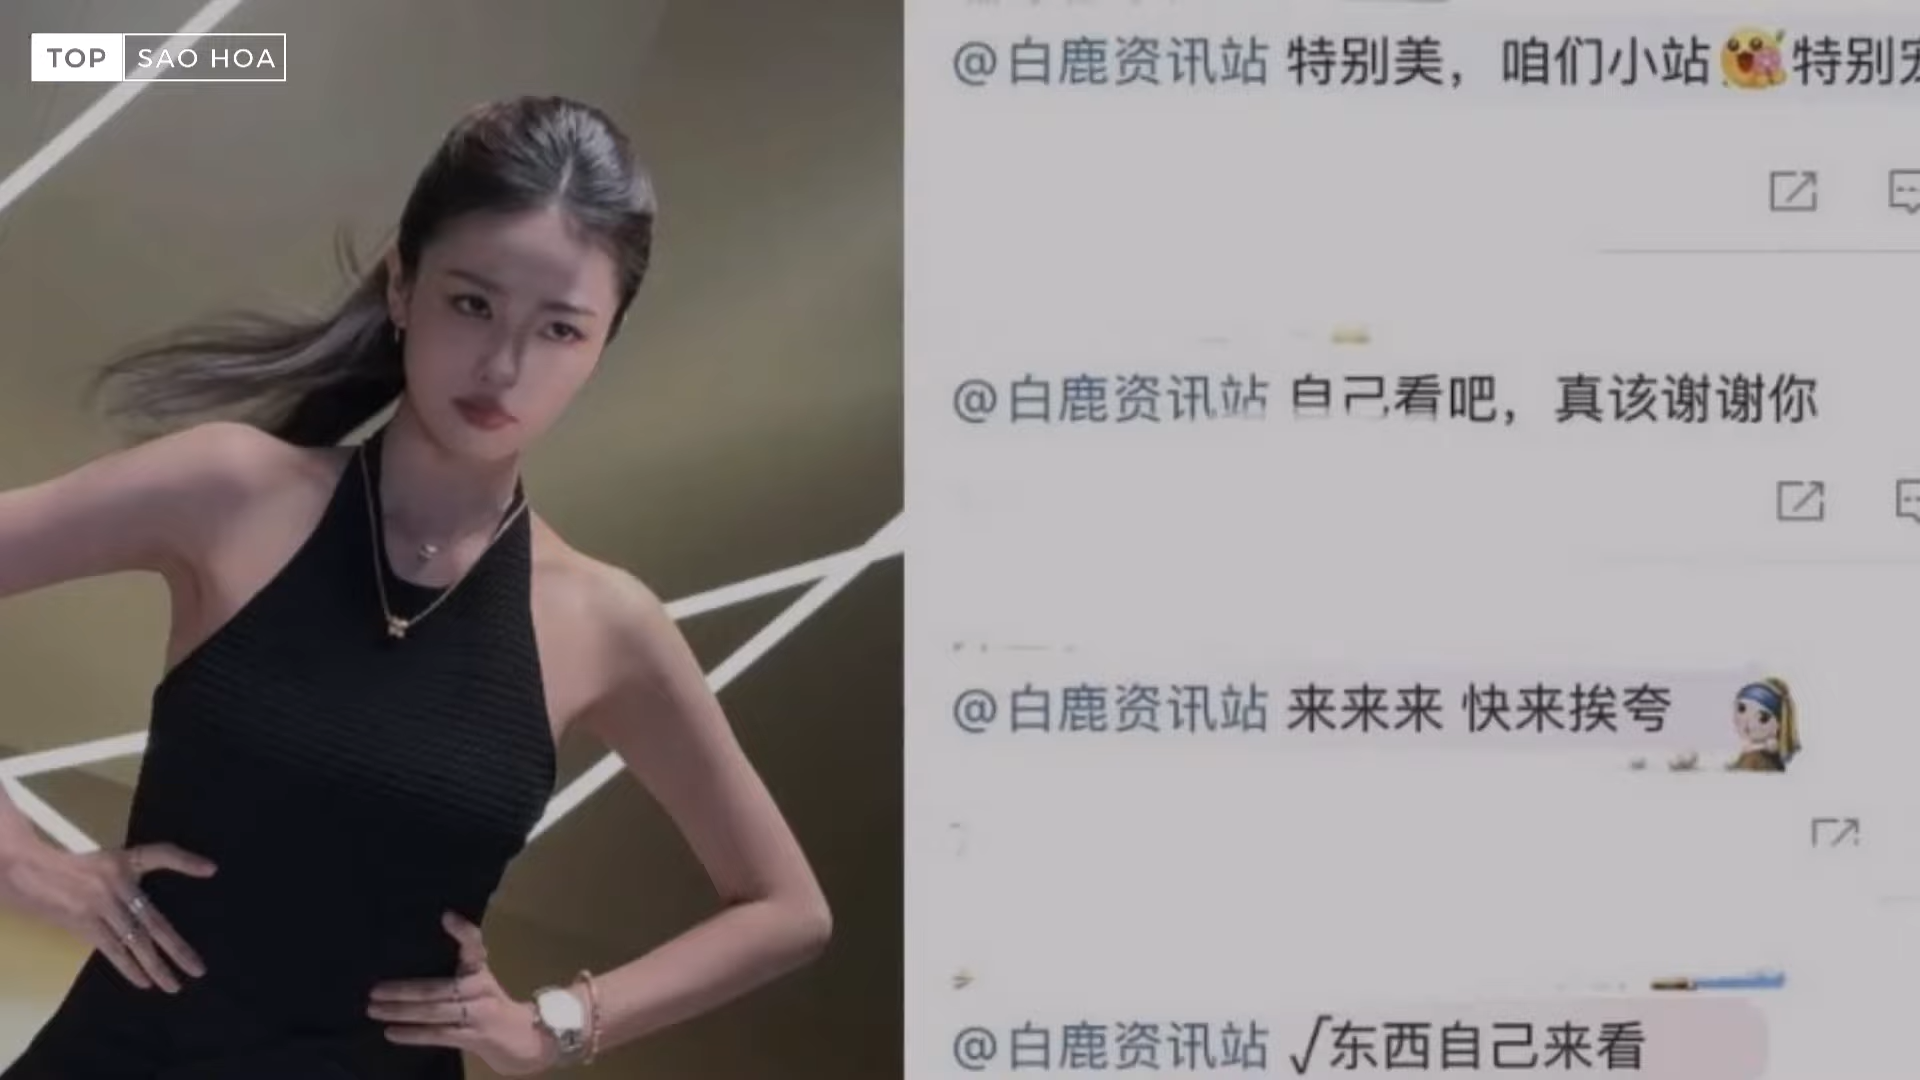 TOP SAO HOA
@白鹿资讯站 特别美，咱们小站 特别宠
@白鹿资讯站 自己看吧，真该谢谢你
@白鹿资讯站 来来来 快来挨夸
@白鹿资讯站 √东西自己来看